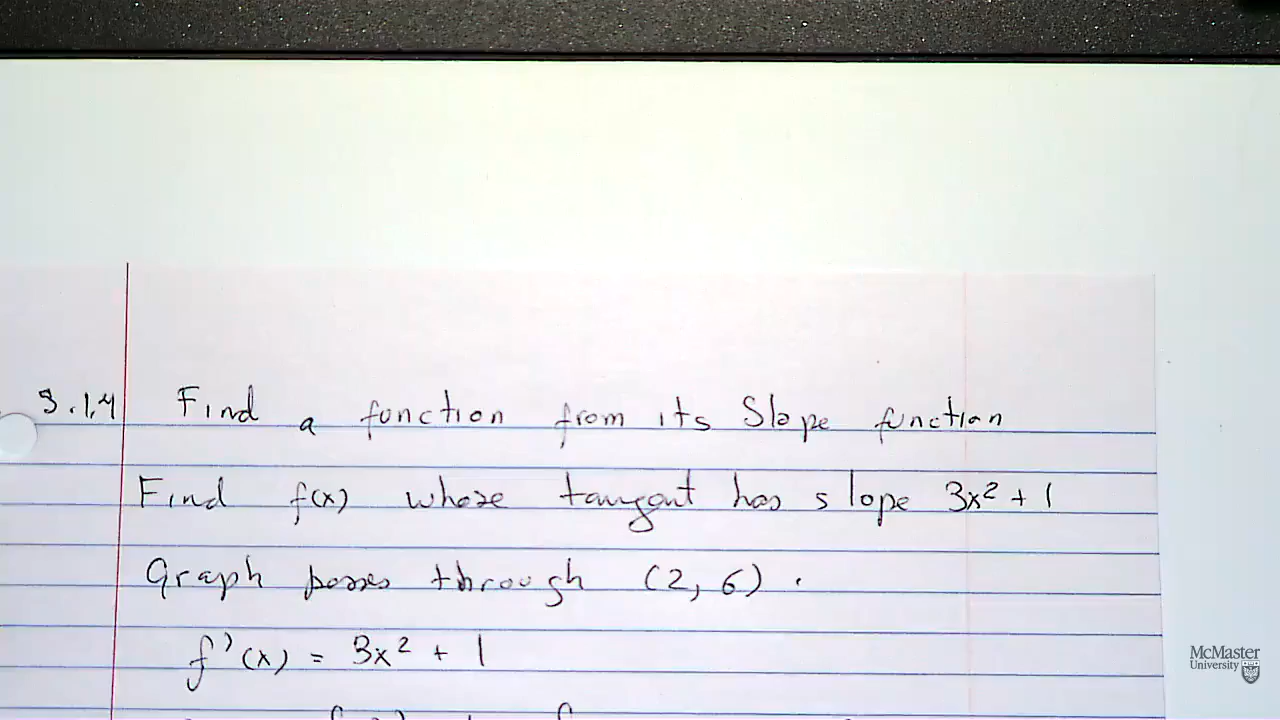 3.1.4 Find a function from its Slope function
Find f(x) whose tangent has slope 3x² + 1
Graph passes through (2, 6).
f'(x) = 3x² + 1
McMaster
University